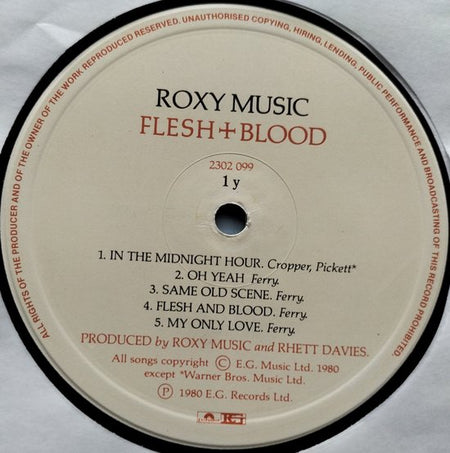 ALL RIGHTS OF THE PRODUCER AND OF THE OWNER OF THE WORK REPRODUCED RESERVED. UNAUTHORISED COPYING, HIRING, LENDING, PUBLIC PERFORMANCE AND BROADCASTING OF THIS RECORD PROHIBITED.
ROXY MUSIC
FLESH + BLOOD
2302 099
1 y
1. IN THE MIDNIGHT HOUR. Cropper, Pickett*
2. OH YEAH Ferry.
3. SAME OLD SCENE. Ferry.
4. FLESH AND BLOOD. Ferry.
5. MY ONLY LOVE. Ferry.
PRODUCED by ROXY MUSIC and RHETT DAVIES.
All songs copyright © E.G. Music Ltd. 1980
except *Warner Bros. Music Ltd.
℗ 1980 E.G. Records Ltd.